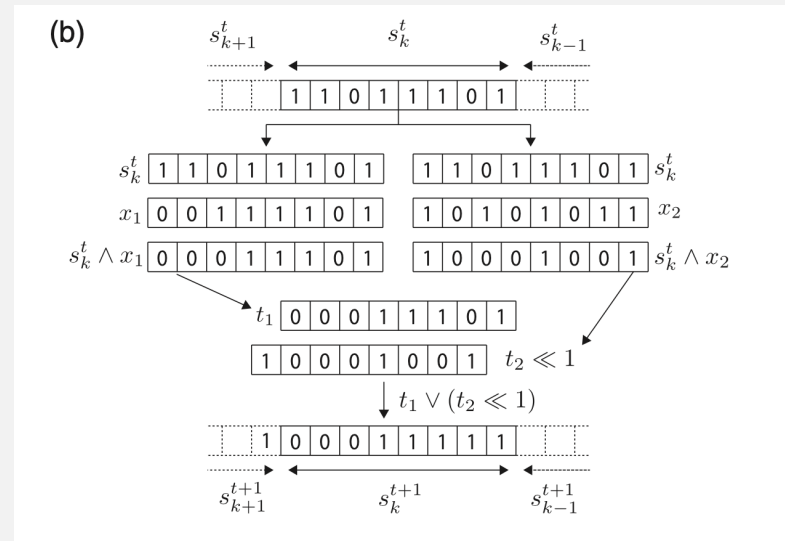 (b)
s_{k+1}^t s_k^t s_{k-1}^t
1 1 0 1 1 1 0 1
s_k^t 1 1 0 1 1 1 0 1 1 1 0 1 1 1 0 1 s_k^t
x_1 0 0 1 1 1 1 0 1 1 0 1 0 1 0 1 1 x_2
s_k^t ∧ x_1 0 0 0 1 1 1 0 1 1 0 0 0 1 0 0 1 s_k^t ∧ x_2
t_1 0 0 0 1 1 1 0 1
1 0 0 0 1 0 0 1 t_2 ≪ 1
t_1 ∨ (t_2 ≪ 1)
1 0 0 0 1 1 1 1 1
s_{k+1}^{t+1} s_k^{t+1} s_{k-1}^{t+1}